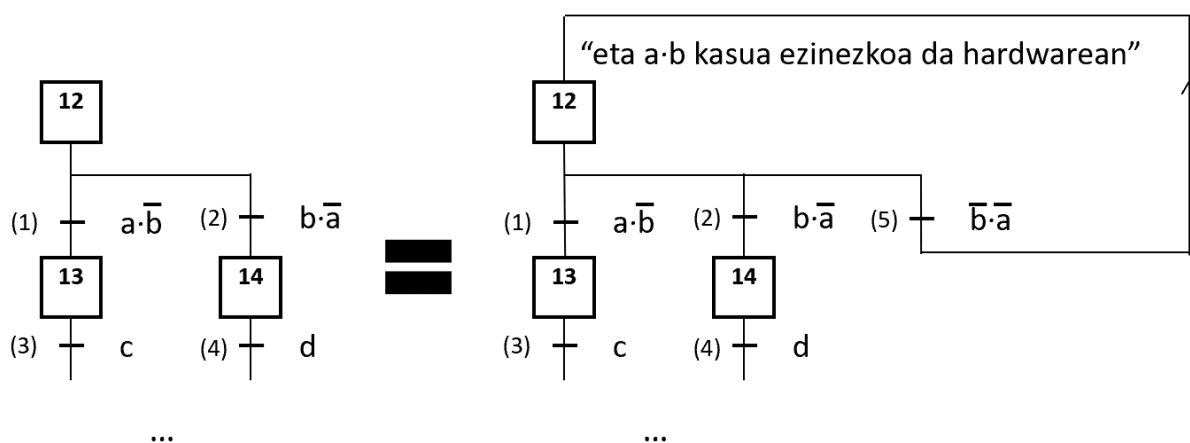 “eta a·b kasua ezinezkoa da hardwarean”
12
12
(1) a·b̅ (2) b·a̅
(1) a·b̅ (2) b·a̅ (5) b̅·a̅
13 14
13 14
(3) c (4) d
(3) c (4) d
...
...